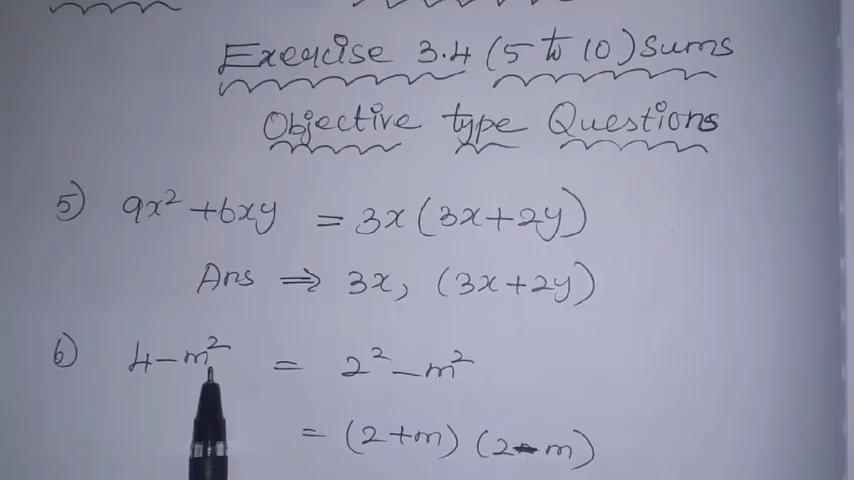 Exercise 3.4 (5 to 10) Sums
Objective type Questions
5) 9x² + 6xy = 3x(3x+2y)
Ans ⇒ 3x, (3x+2y)
6) 4-m² = 2² - m²
= (2+m) (2-m)